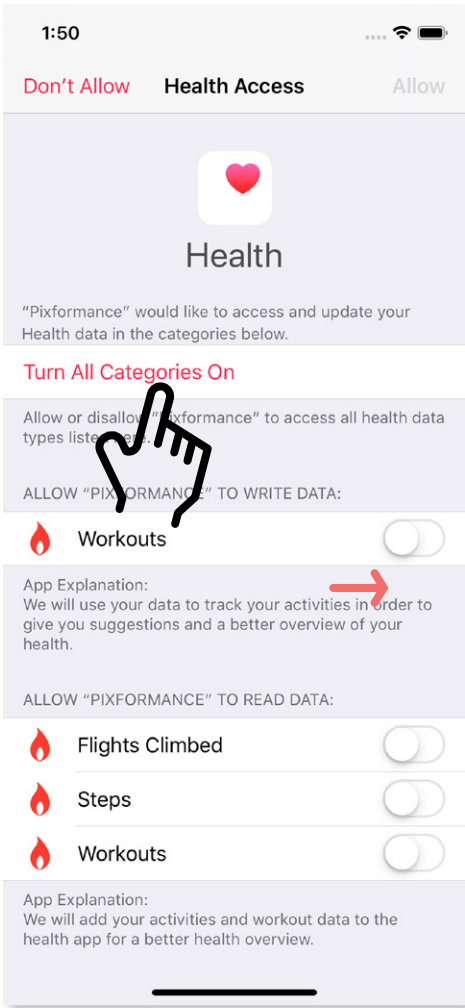 1:50
Don't Allow Health Access Allow
Health
"Pixformance" would like to access and update your
Health data in the categories below.
Turn All Categories On
Allow or disallow "Pixformance" to access all health data
types listed here.
ALLOW "PIXFORMANCE" TO WRITE DATA:
Workouts
App Explanation:
We will use your data to track your activities in order to
give you suggestions and a better overview of your
health.
ALLOW "PIXFORMANCE" TO READ DATA:
Flights Climbed
Steps
Workouts
App Explanation:
We will add your activities and workout data to the
health app for a better health overview.